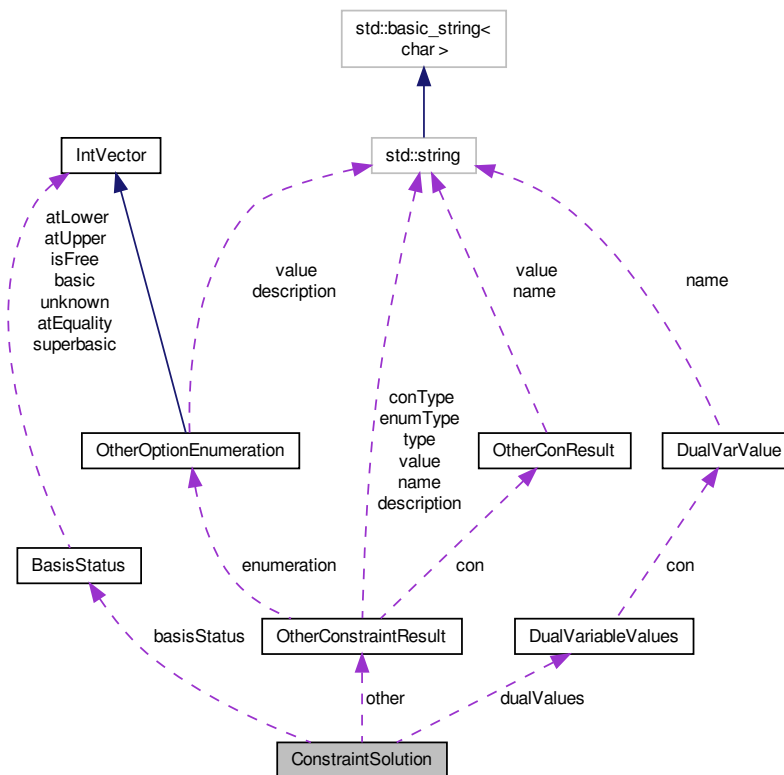 std::basic_string<
char >
IntVector
std::string
atLower
atUpper
isFree
basic
unknown
atEquality
superbasic
value
description
value
name
name
conType
enumType
type
value
name
description
OtherOptionEnumeration
OtherConResult
DualVarValue
BasisStatus
enumeration
con
con
basisStatus
OtherConstraintResult
DualVariableValues
other
dualValues
ConstraintSolution